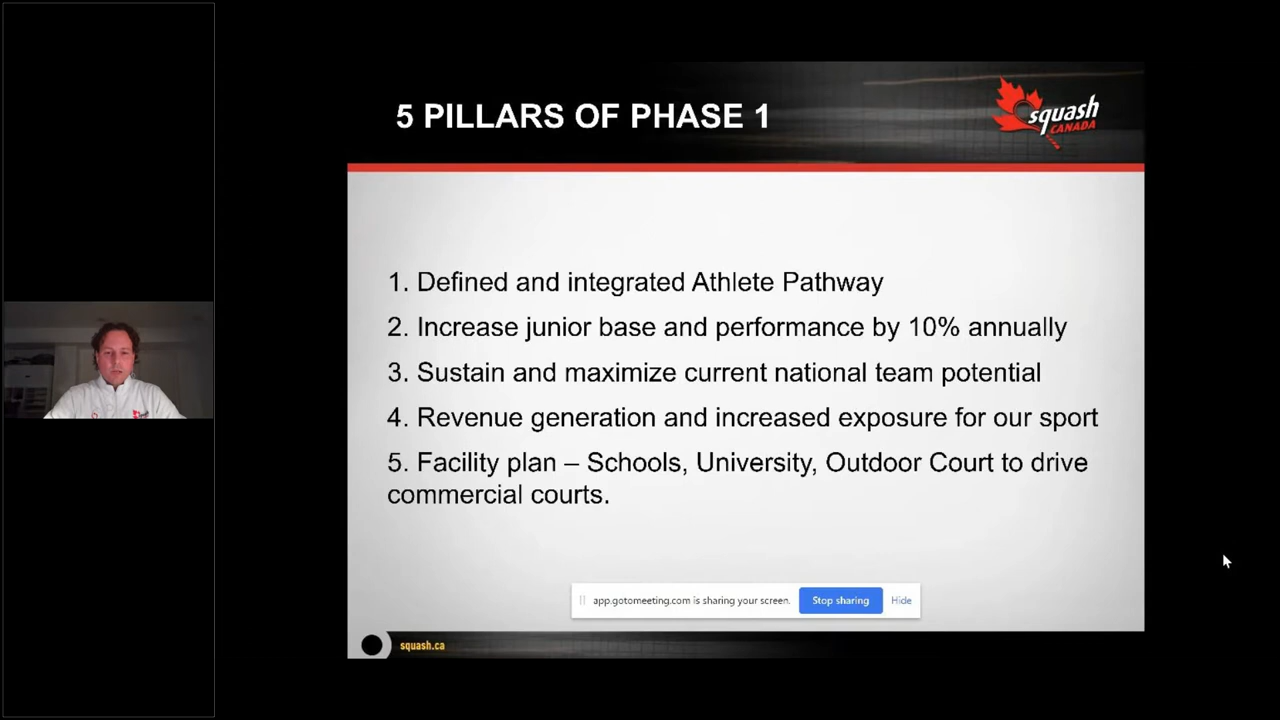 5 PILLARS OF PHASE 1
squash
CANADA
1. Defined and integrated Athlete Pathway
2. Increase junior base and performance by 10% annually
3. Sustain and maximize current national team potential
4. Revenue generation and increased exposure for our sport
5. Facility plan – Schools, University, Outdoor Court to drive
commercial courts.
app.gotomeeting.com is sharing your screen.
Stop sharing
Hide
squash.ca